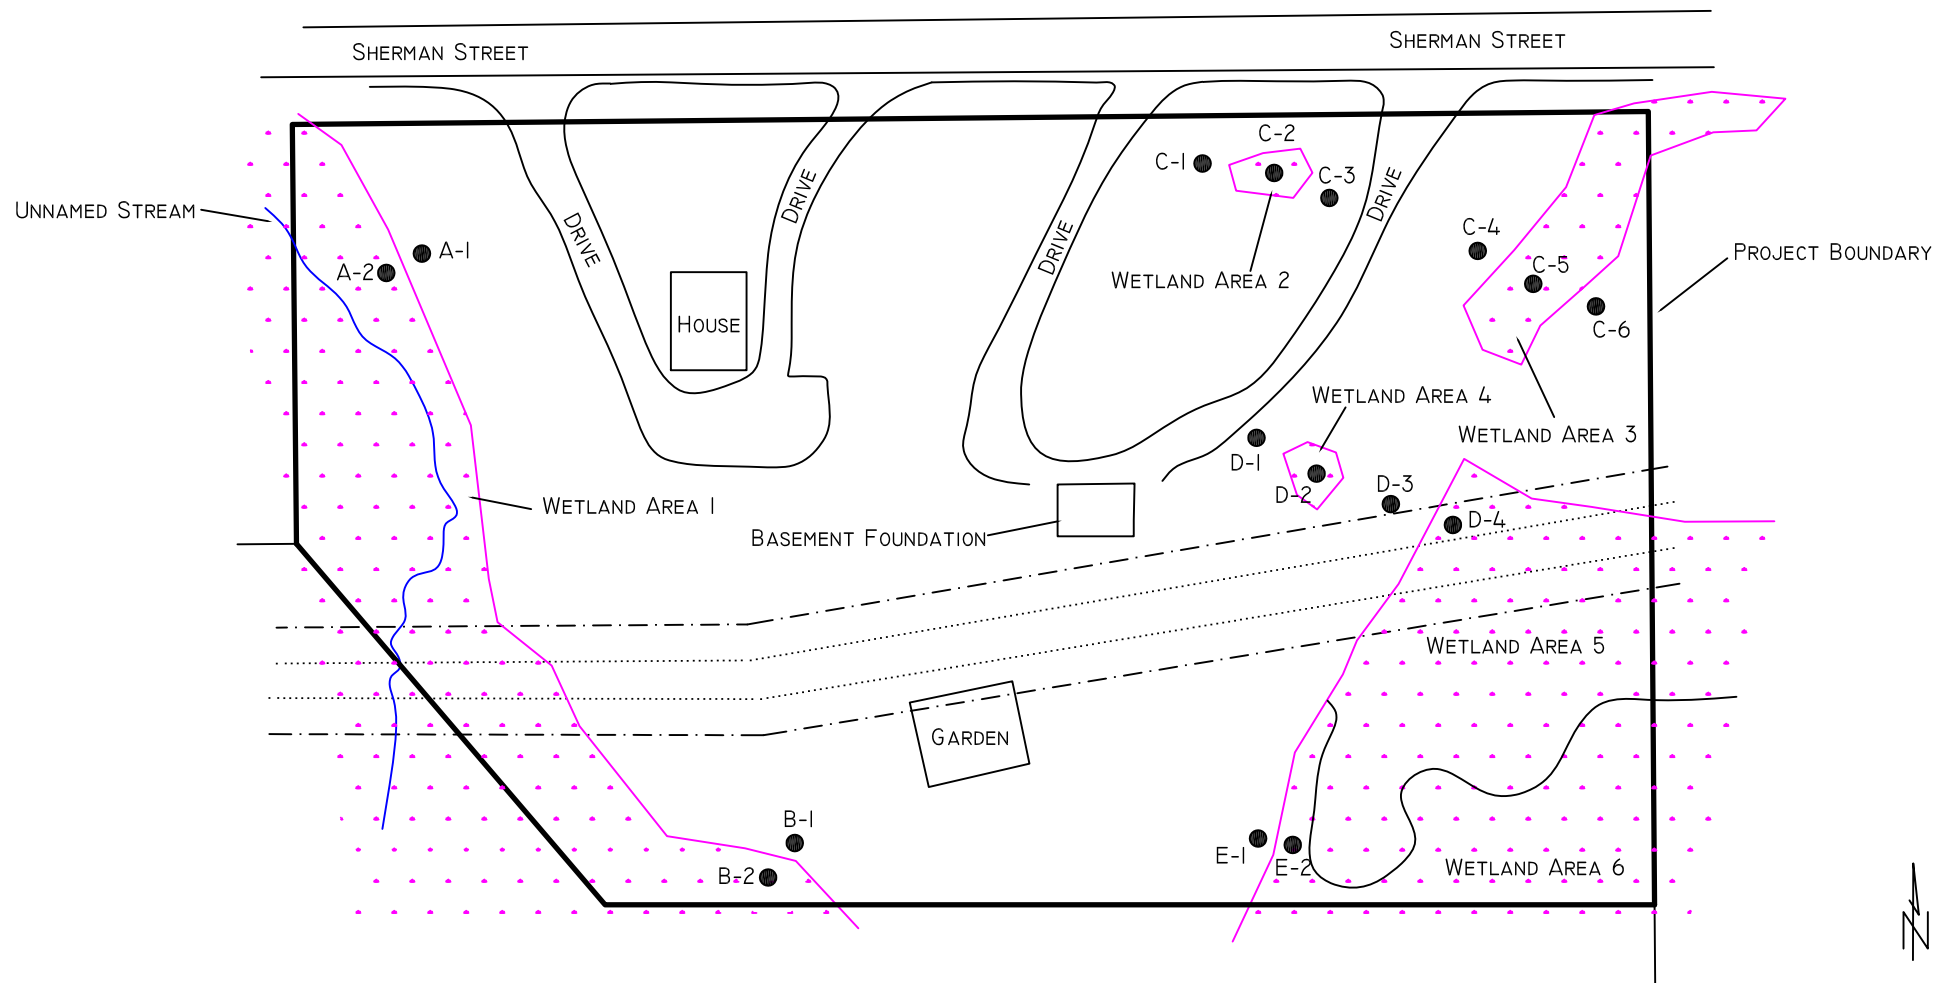 SHERMAN STREET
SHERMAN STREET
C-2
C-1
C-3
DRIVE
DRIVE
DRIVE
DRIVE
UNNAMED STREAM
A-1
A-2
C-4
C-5
PROJECT BOUNDARY
WETLAND AREA 2
HOUSE
C-6
WETLAND AREA 4
WETLAND AREA 3
D-1
D-2
D-3
D-4
WETLAND AREA 1
BASEMENT FOUNDATION
WETLAND AREA 5
GARDEN
B-1
B-2
E-1
E-2
WETLAND AREA 6
N